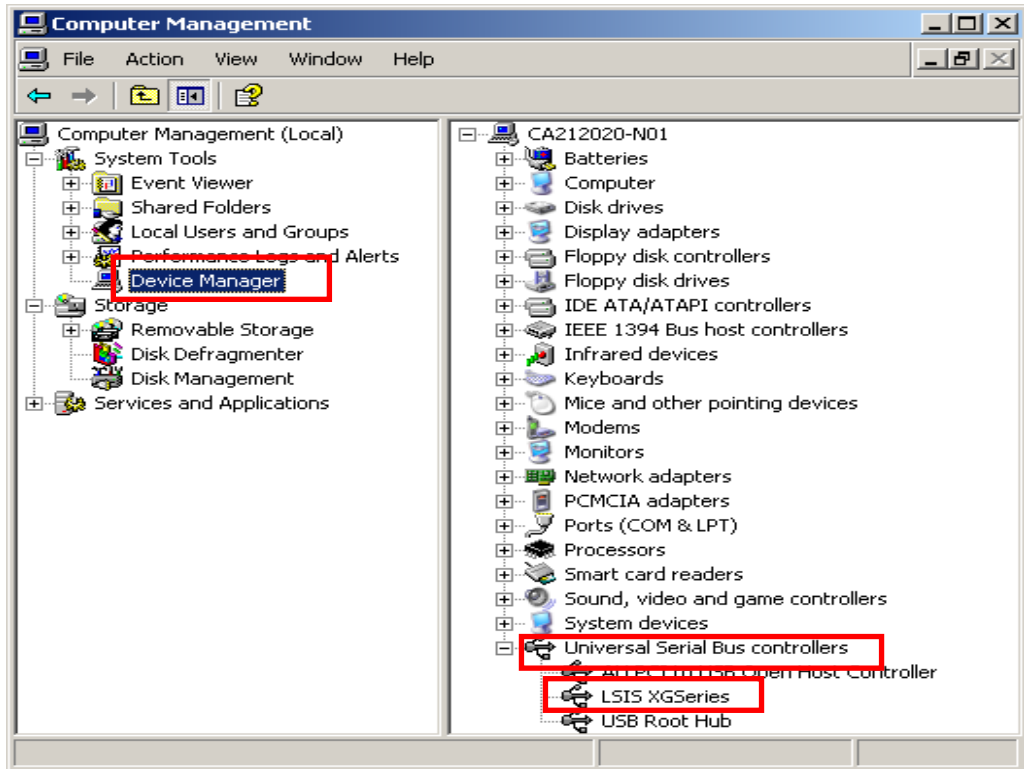 Computer Management
File Action View Window Help
Computer Management (Local)
System Tools
Event Viewer
Shared Folders
Local Users and Groups
Performance Logs and Alerts
Device Manager
Storage
Removable Storage
Disk Defragmenter
Disk Management
Services and Applications
CA212020-N01
Batteries
Computer
Disk drives
Display adapters
Floppy disk controllers
Floppy disk drives
IDE ATA/ATAPI controllers
IEEE 1394 Bus host controllers
Infrared devices
Keyboards
Mice and other pointing devices
Modems
Monitors
Network adapters
PCMCIA adapters
Ports (COM & LPT)
Processors
Smart card readers
Sound, video and game controllers
System devices
Universal Serial Bus controllers
USB Open Host Controller
LSIS XGSeries
USB Root Hub